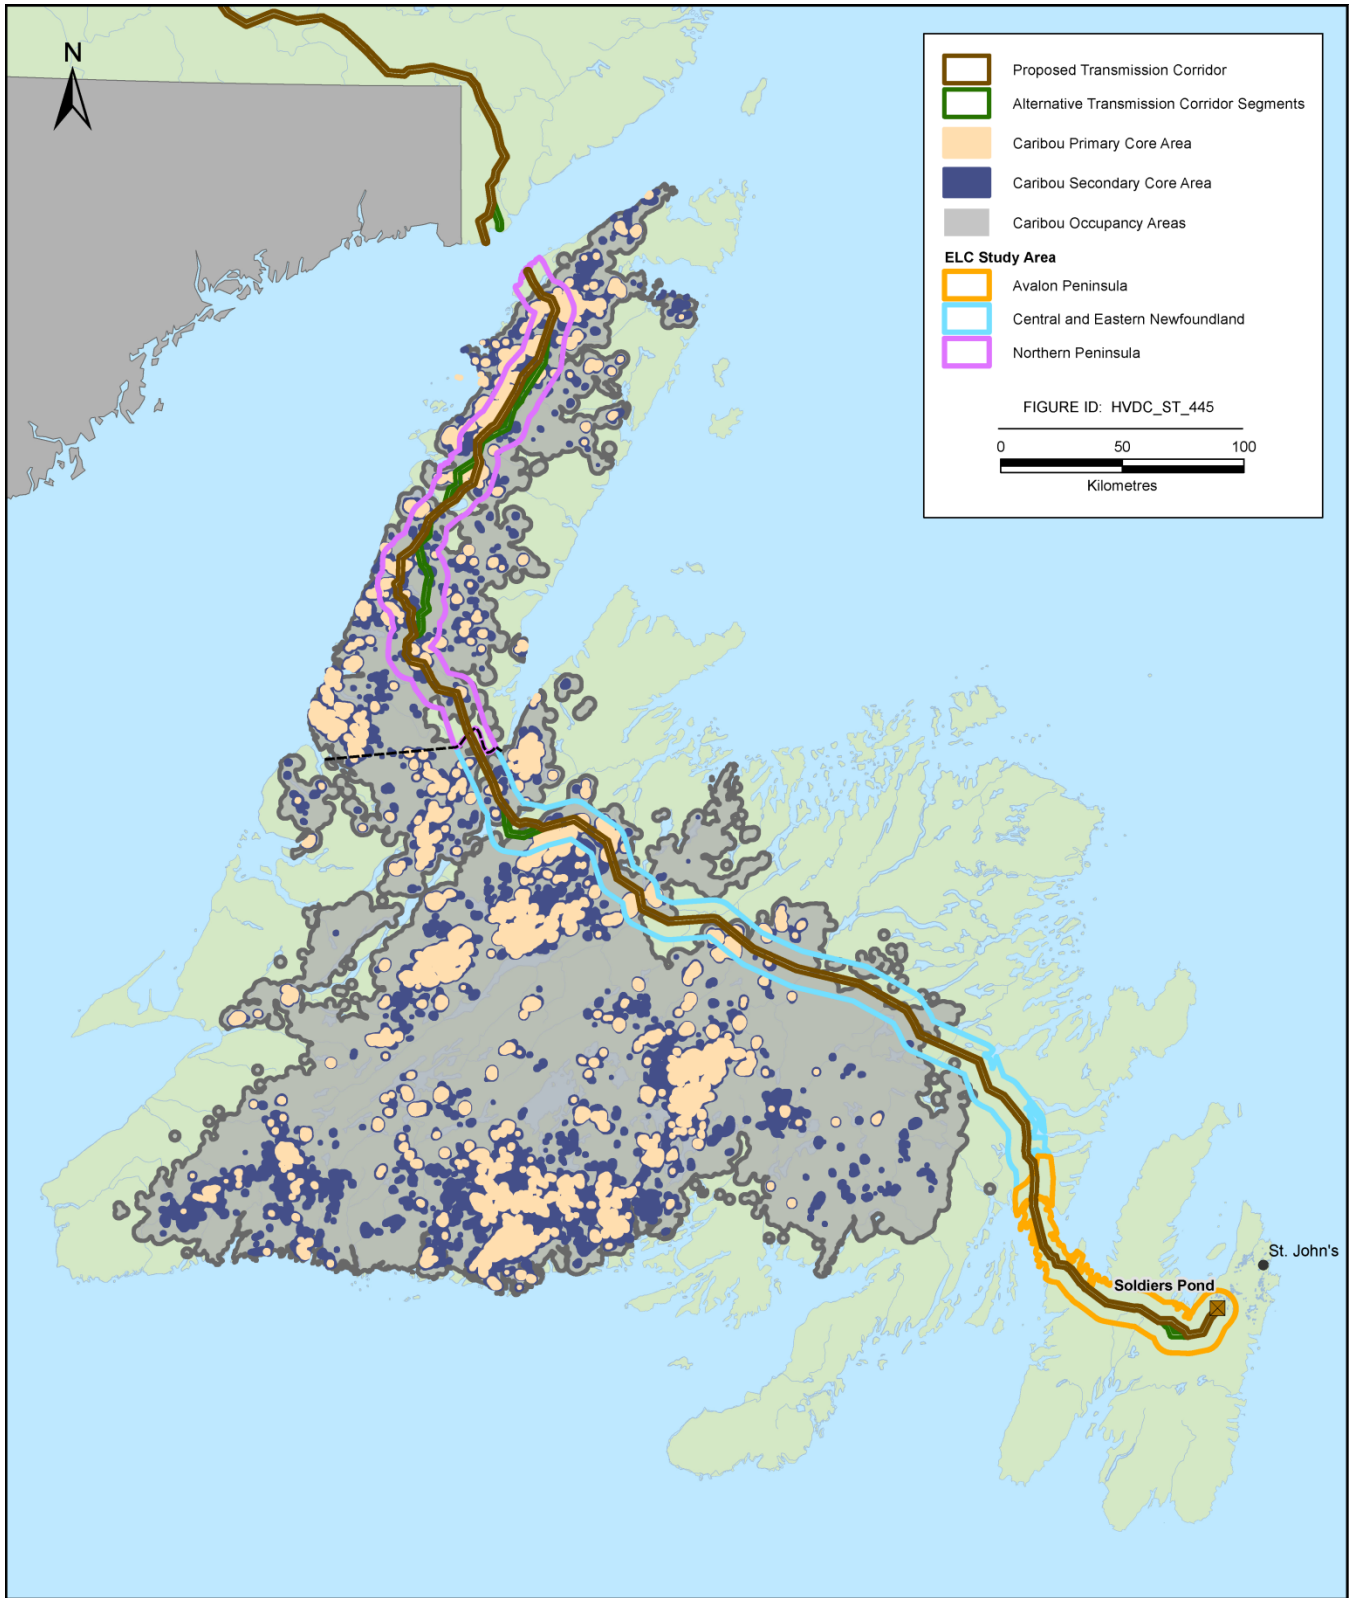 N
Proposed Transmission Corridor
Alternative Transmission Corridor Segments
Caribou Primary Core Area
Caribou Secondary Core Area
Caribou Occupancy Areas
ELC Study Area
Avalon Peninsula
Central and Eastern Newfoundland
Northern Peninsula
FIGURE ID: HVDC_ST_445
0 50 100
Kilometres
St. John's
Soldiers Pond